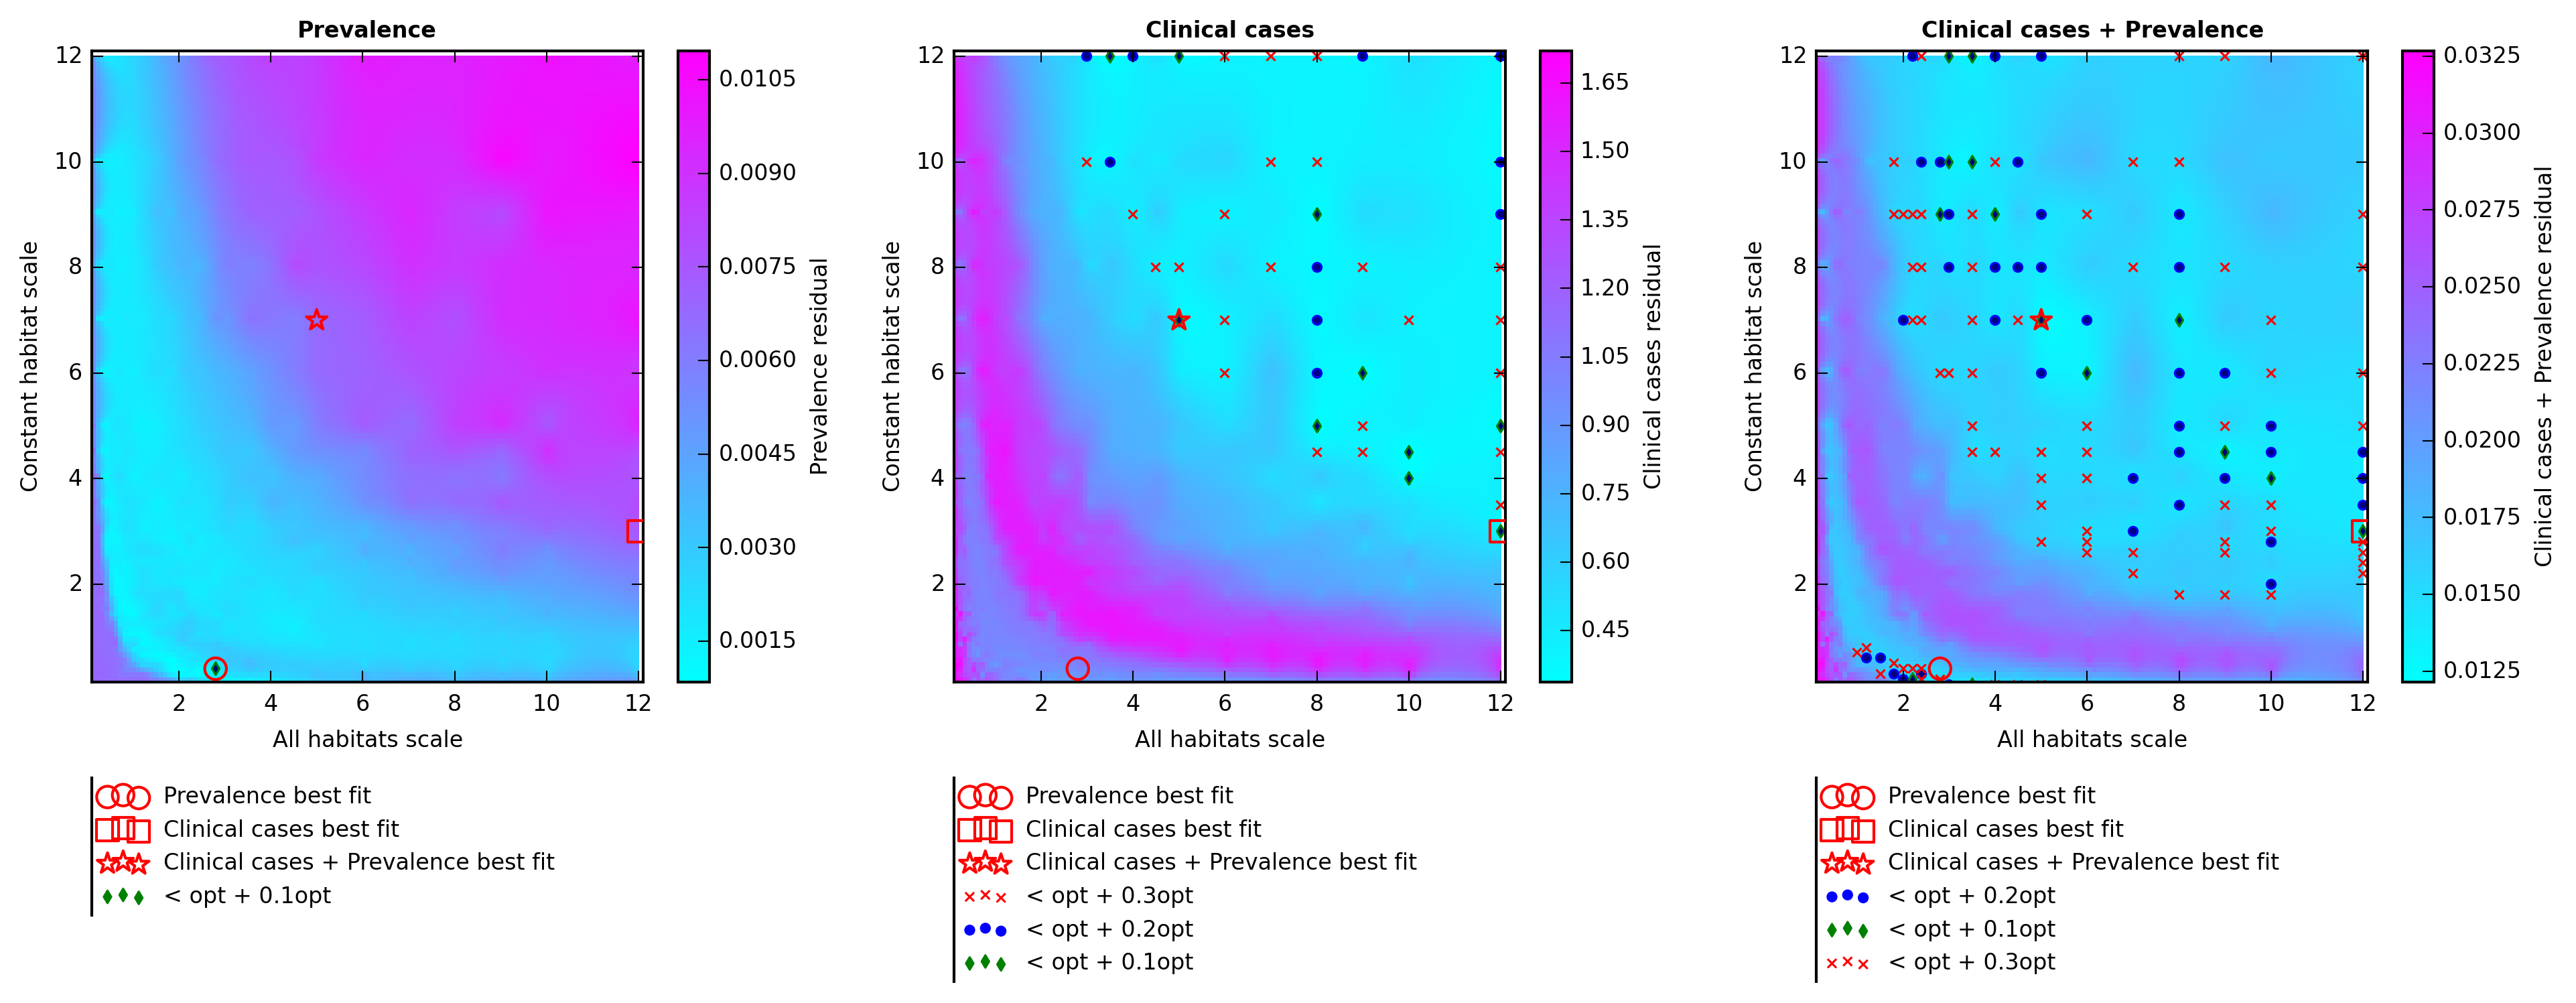 Prevalence
12
10
8
6
4
2
2 4 6 8 10 12
Constant habitat scale
All habitats scale
0.0105
0.0090
0.0075
0.0060
0.0045
0.0030
0.0015
Prevalence residual
Prevalence best fit
Clinical cases best fit
Clinical cases + Prevalence best fit
< opt + 0.1opt
Clinical cases
12
10
8
6
4
2
2 4 6 8 10 12
Constant habitat scale
All habitats scale
1.65
1.50
1.35
1.20
1.05
0.90
0.75
0.60
0.45
Clinical cases residual
Prevalence best fit
Clinical cases best fit
Clinical cases + Prevalence best fit
< opt + 0.3opt
< opt + 0.2opt
< opt + 0.1opt
Clinical cases + Prevalence
12
10
8
6
4
2
2 4 6 8 10 12
Constant habitat scale
All habitats scale
0.0325
0.0300
0.0275
0.0250
0.0225
0.0200
0.0175
0.0150
0.0125
Clinical cases + Prevalence residual
Prevalence best fit
Clinical cases best fit
Clinical cases + Prevalence best fit
< opt + 0.2opt
< opt + 0.1opt
< opt + 0.3opt